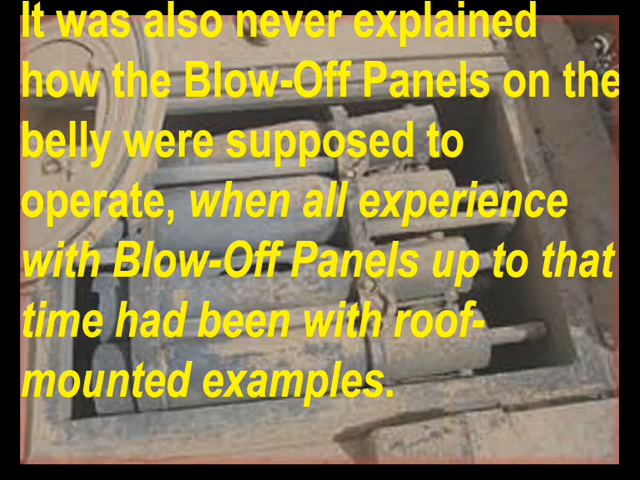 It was also never explained
how the Blow-Off Panels on the
belly were supposed to
operate, when all experience
with Blow-Off Panels up to that
time had been with roof-
mounted examples.